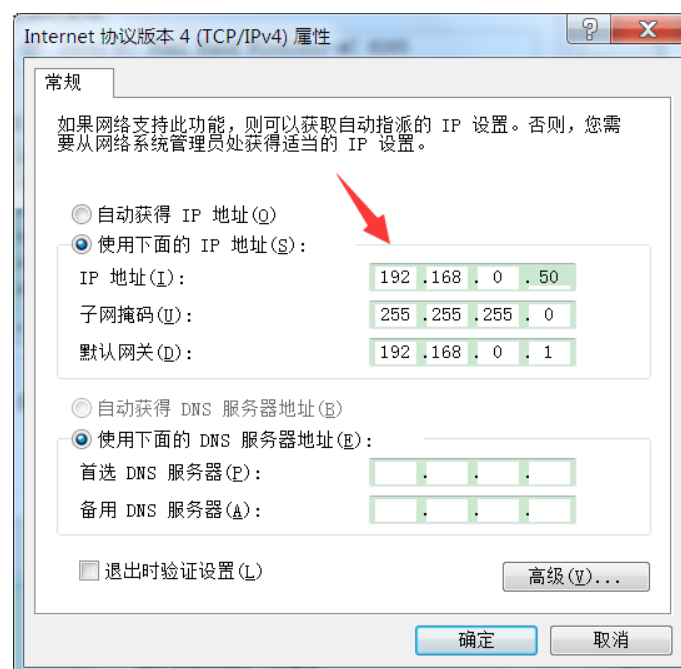 Internet 协议版本 4 (TCP/IPv4) 属性
常规
如果网络支持此功能，则可以获取自动指派的 IP 设置。否则，您需
要从网络系统管理员处获得适当的 IP 设置。
自动获得 IP 地址(O)
使用下面的 IP 地址(S):
IP 地址(I): 192 .168 . 0 . 50
子网掩码(U): 255 .255 .255 . 0
默认网关(D): 192 .168 . 0 . 1
自动获得 DNS 服务器地址(B)
使用下面的 DNS 服务器地址(E):
首选 DNS 服务器(P): . . .
备用 DNS 服务器(A): . . .
退出时验证设置(L)
高级(V)...
确定 取消